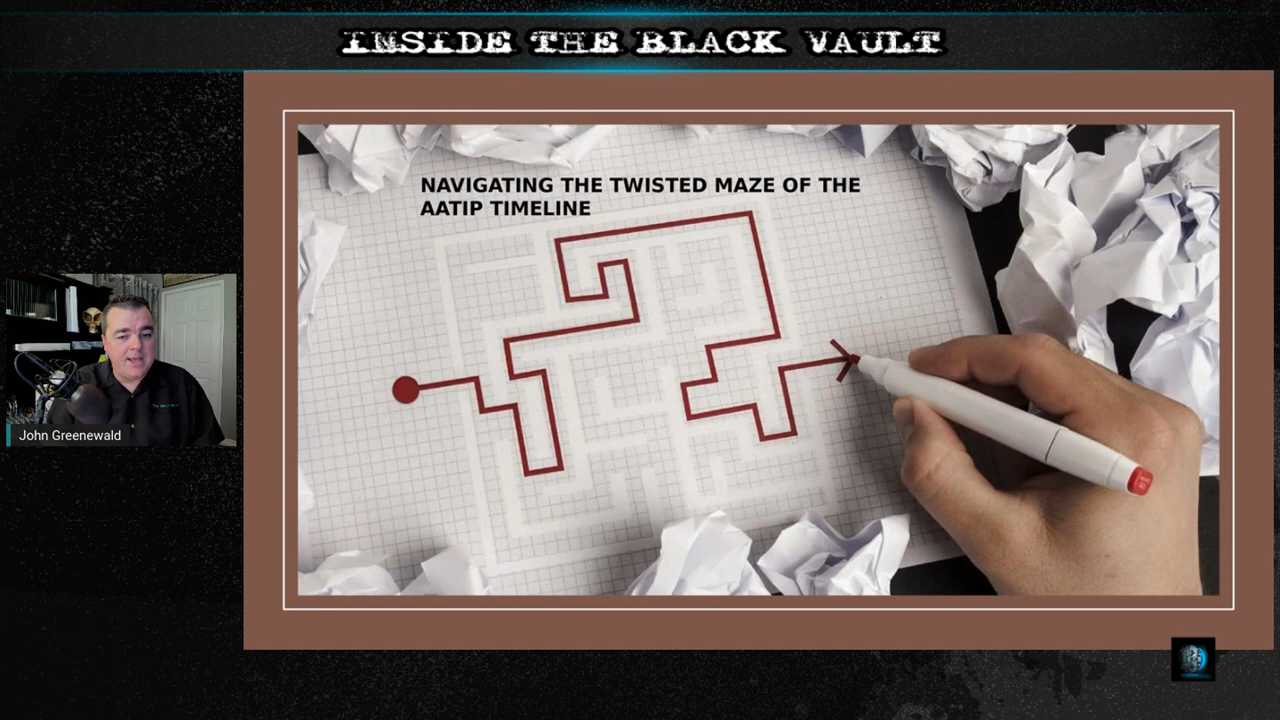 INSIDE THE BLACK VAULT
NAVIGATING THE TWISTED MAZE OF THE
AATIP TIMELINE
John Greenewald